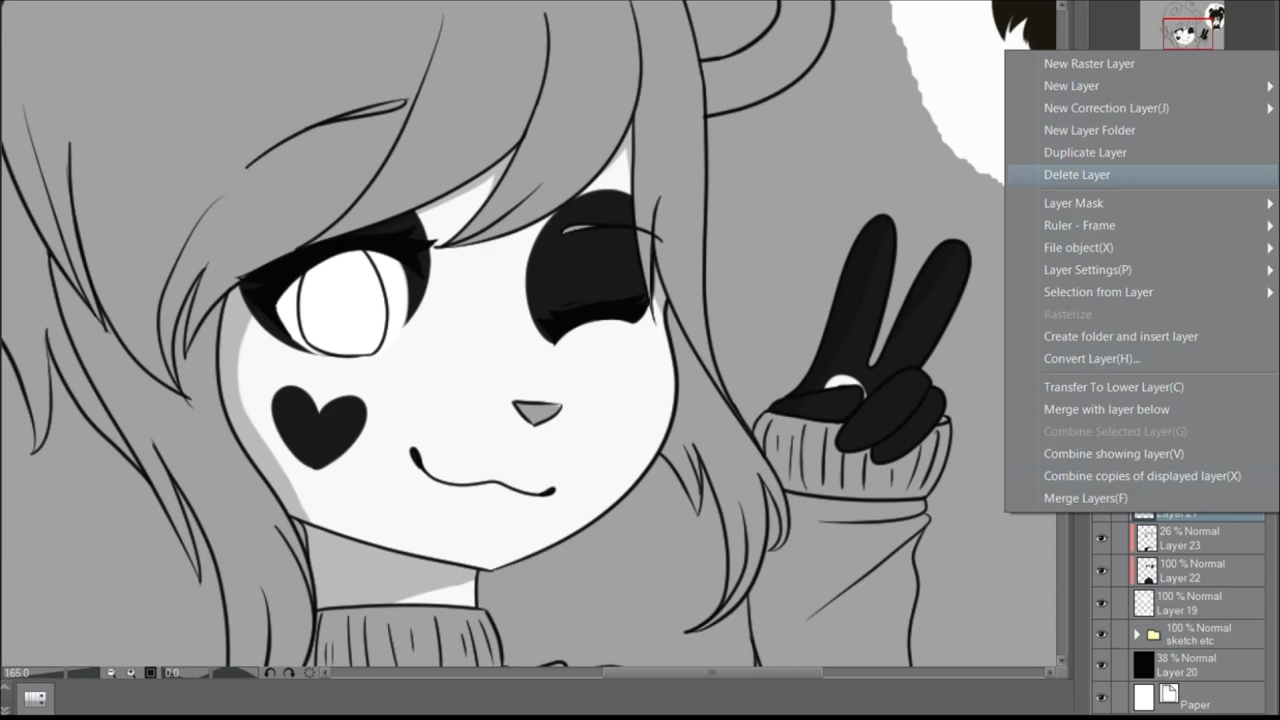 New Raster Layer
New Layer
New Correction Layer(J)
New Layer Folder
Duplicate Layer
Delete Layer
Layer Mask
Ruler - Frame
File object(X)
Layer Settings(P)
Selection from Layer
Rasterize
Create folder and insert layer
Convert Layer(H)...
Transfer To Lower Layer(C)
Merge with layer below
Combine Selected Layer(G)
Combine showing layer(V)
Combine copies of displayed layer(X)
Merge Layers(F)
Layer 21
26 % Normal
Layer 23
100 % Normal
Layer 22
100 % Normal
Layer 19
100 % Normal
sketch etc
38 % Normal
Layer 20
Paper
165.0
0.0